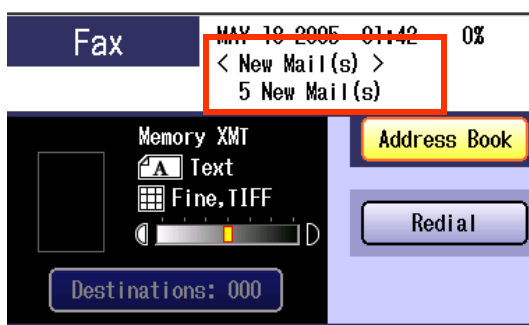 Fax
MAY 18 2005 01:42 0%
< New Mail(s) >
5 New Mail(s)
Memory XMT
A Text
Fine,TIFF
Destinations: 000
Address Book
Redial